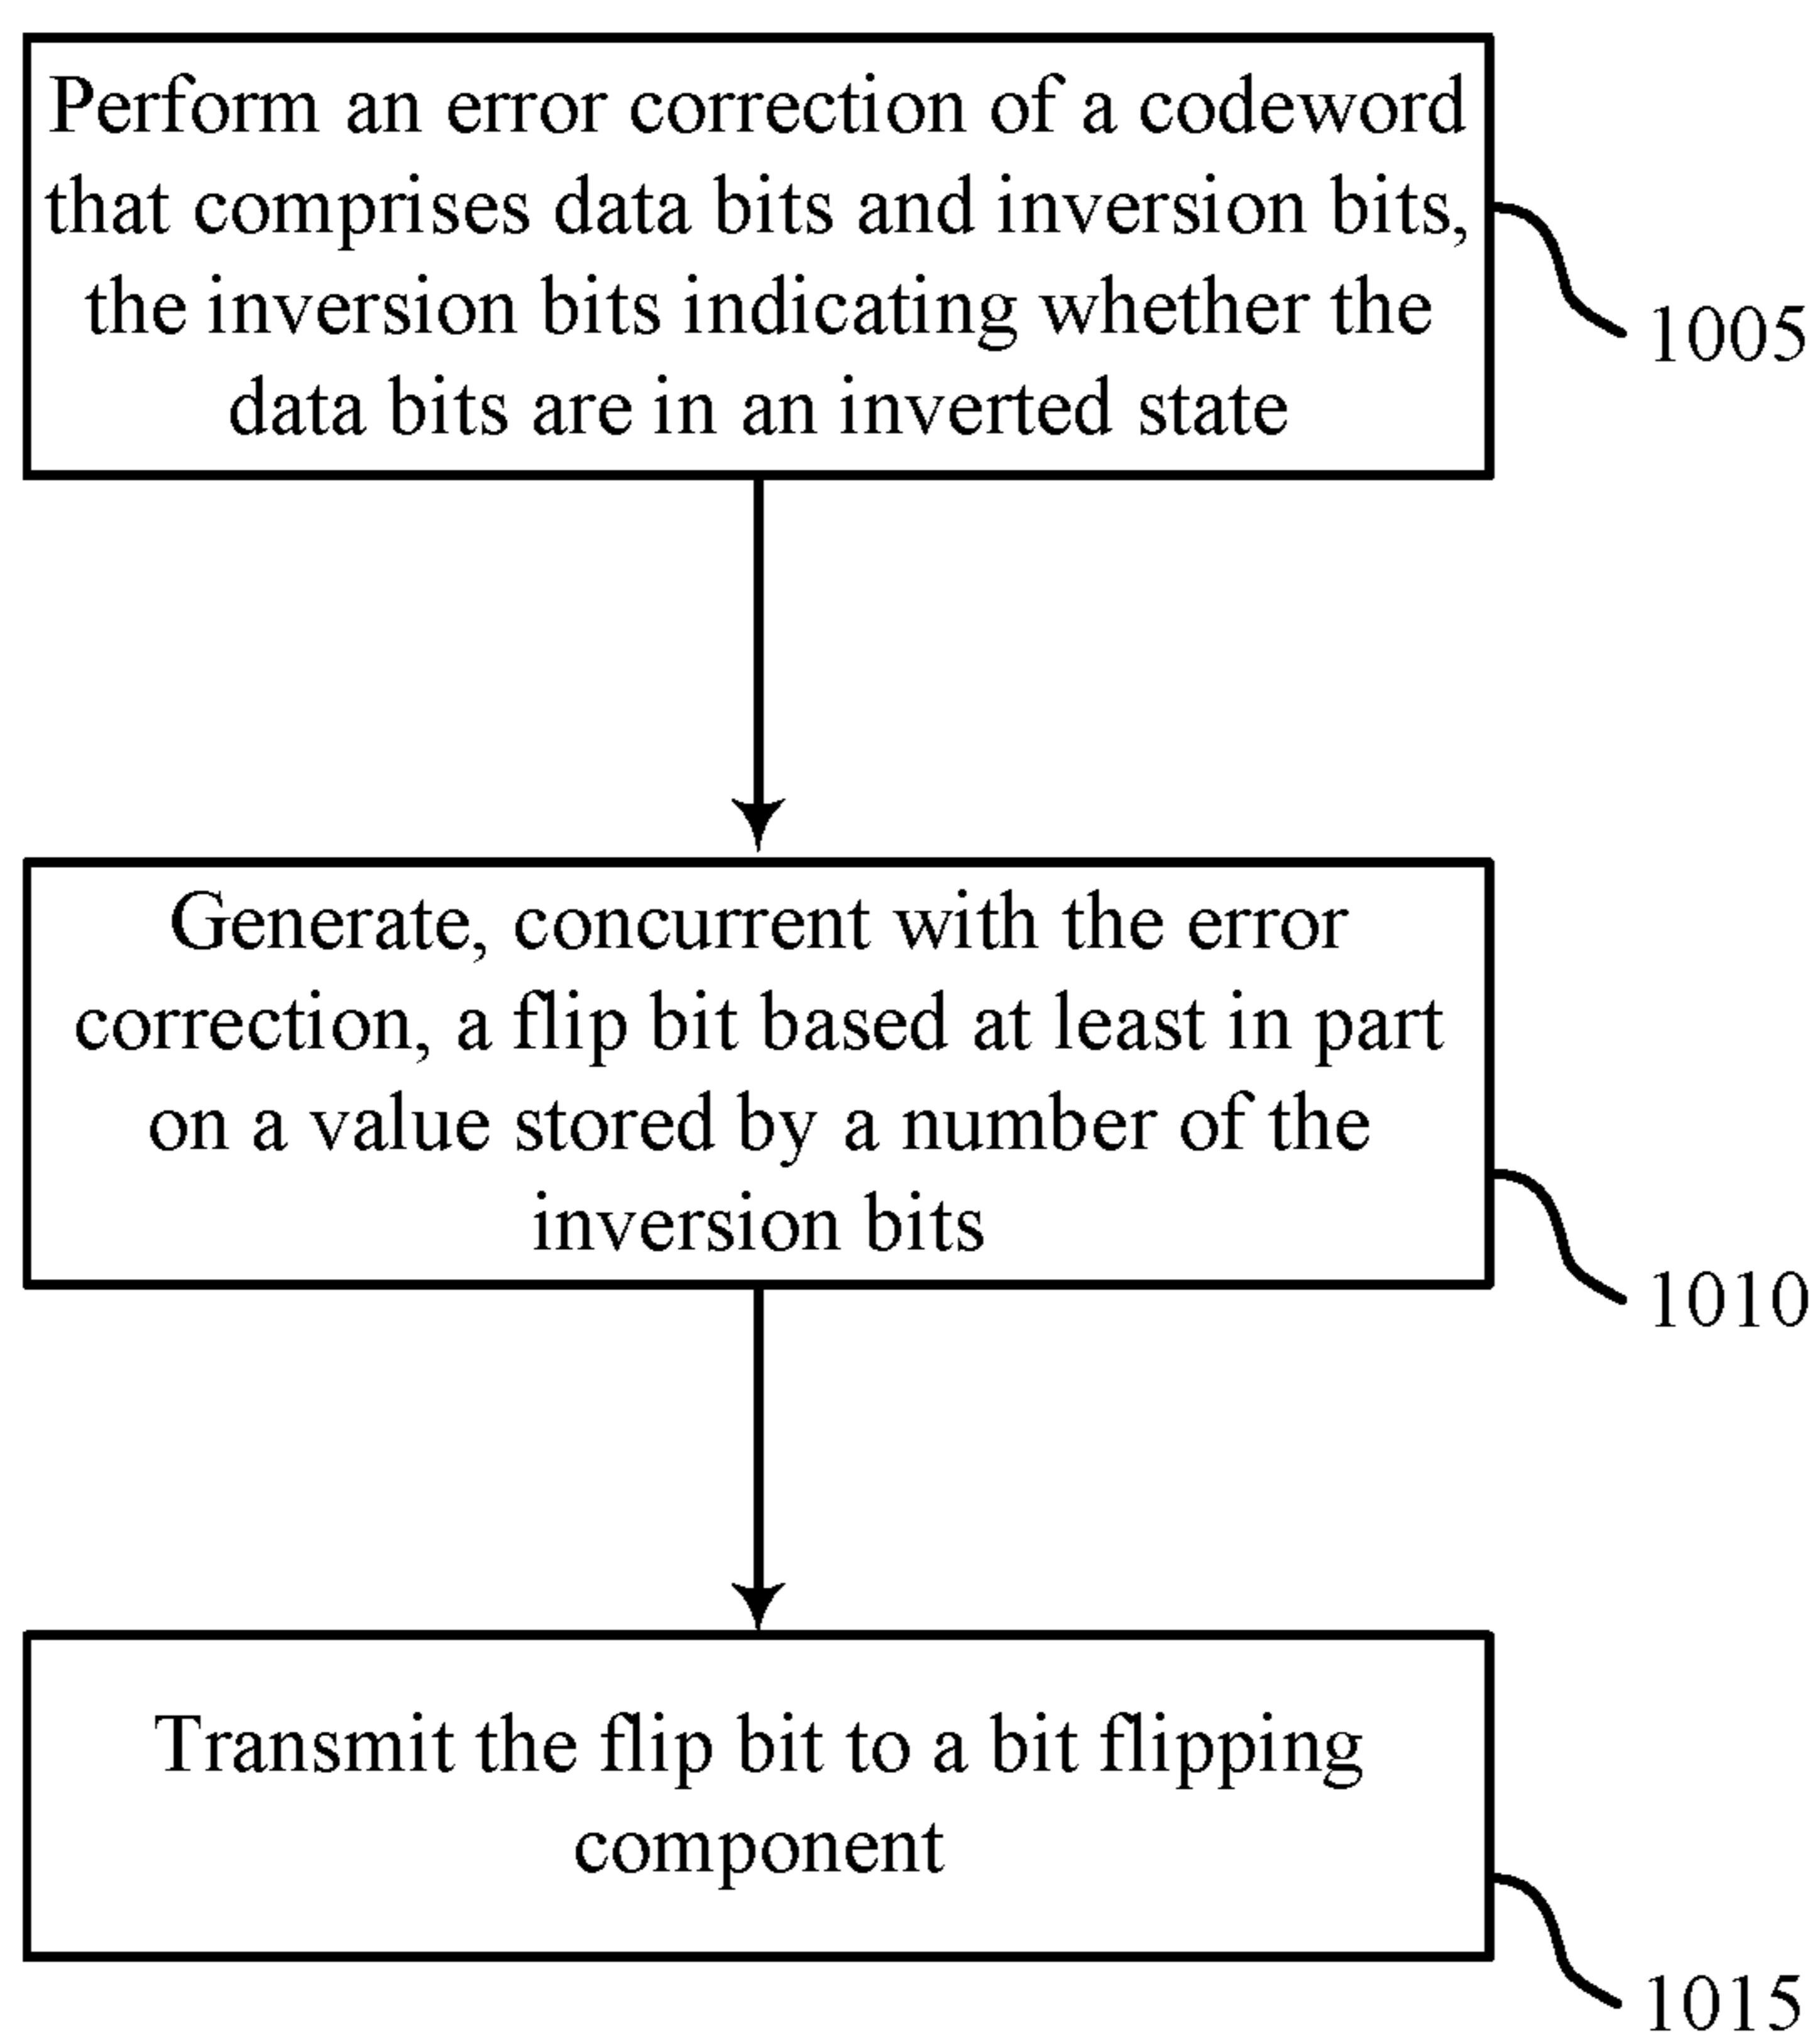 Perform an error correction of a codeword
that comprises data bits and inversion bits,
the inversion bits indicating whether the
data bits are in an inverted state
1005
Generate, concurrent with the error
correction, a flip bit based at least in part
on a value stored by a number of the
inversion bits
1010
Transmit the flip bit to a bit flipping
component
1015